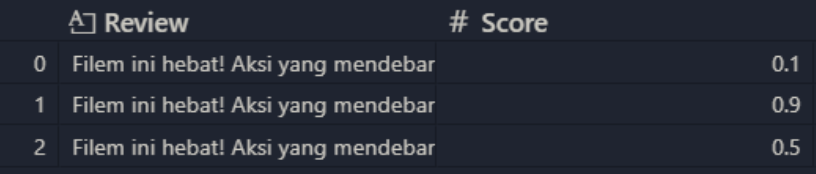 Review # Score
0 Filem ini hebat! Aksi yang mendebar 0.1
1 Filem ini hebat! Aksi yang mendebar 0.9
2 Filem ini hebat! Aksi yang mendebar 0.5